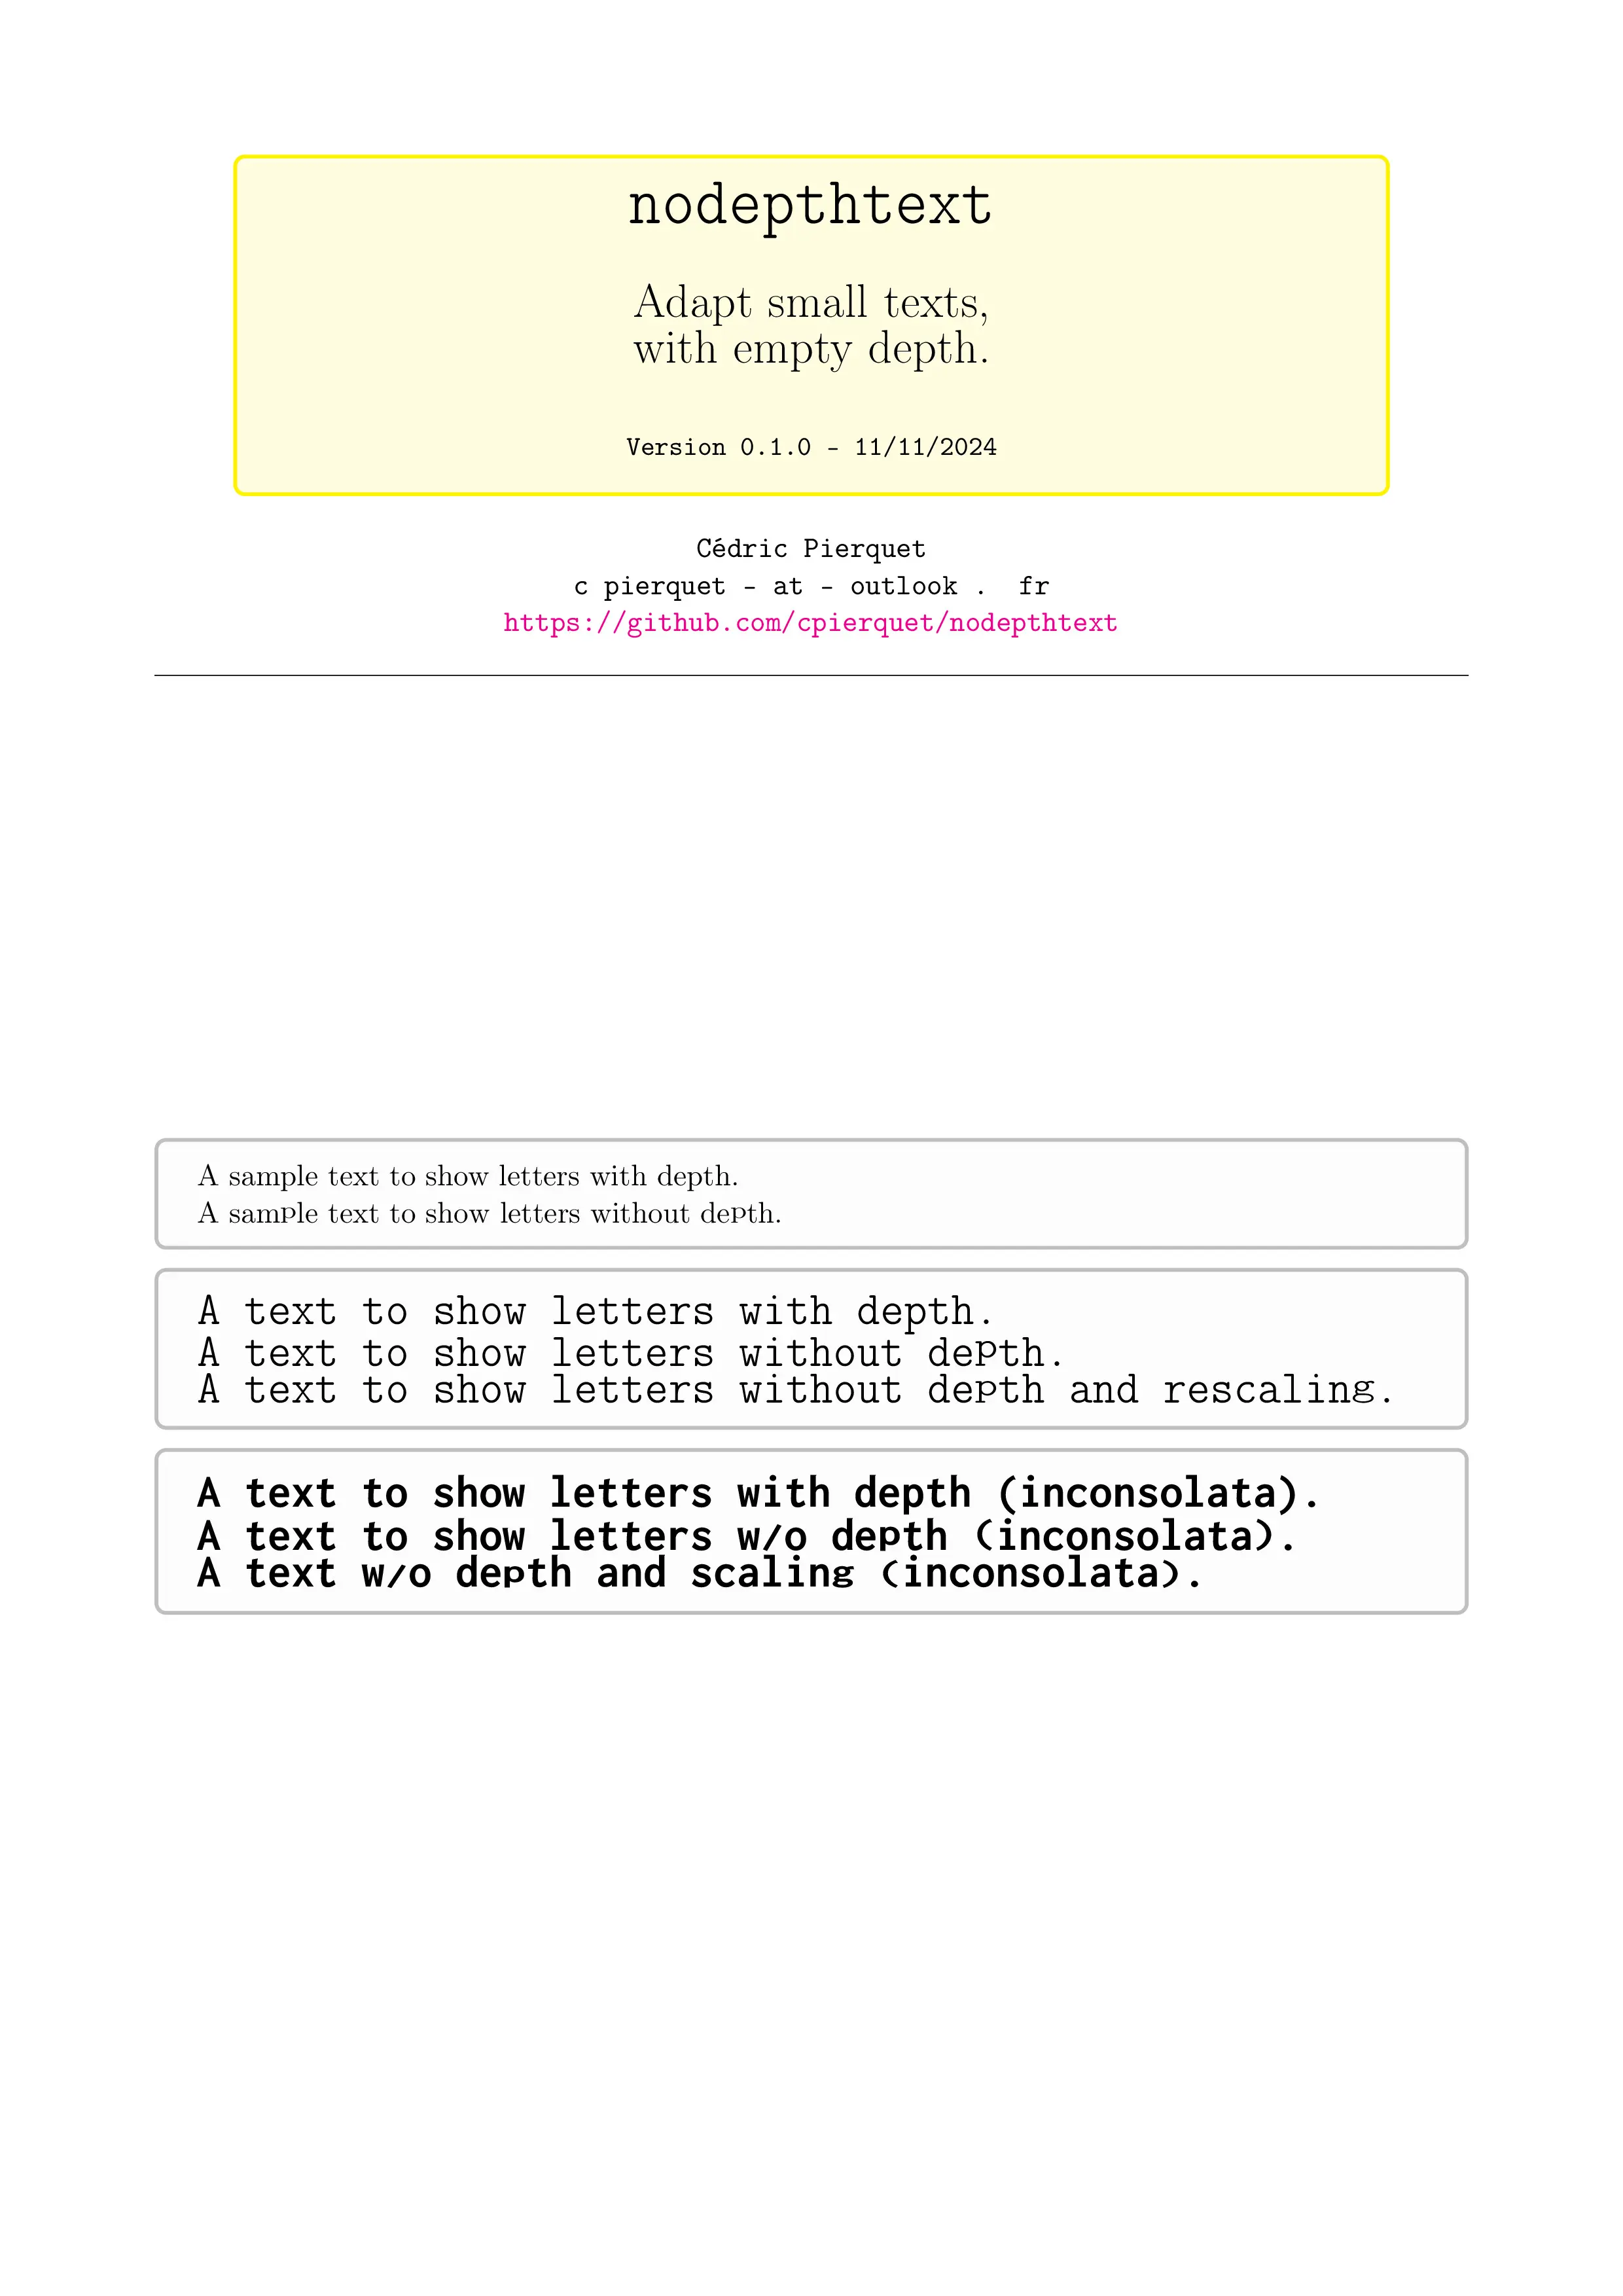 nodepthtext
Adapt small texts,
with empty depth.
Version 0.1.0 - 11/11/2024
Cédric Pierquet
c pierquet - at - outlook . fr
https://github.com/cpierquet/nodepthtext
A sample text to show letters with depth.
A sample text to show letters without depth.
A text to show letters with depth.
A text to show letters without depth.
A text to show letters without depth and rescaling.
A text to show letters with depth (inconsolata).
A text to show letters w/o depth (inconsolata).
A text w/o depth and scaling (inconsolata).